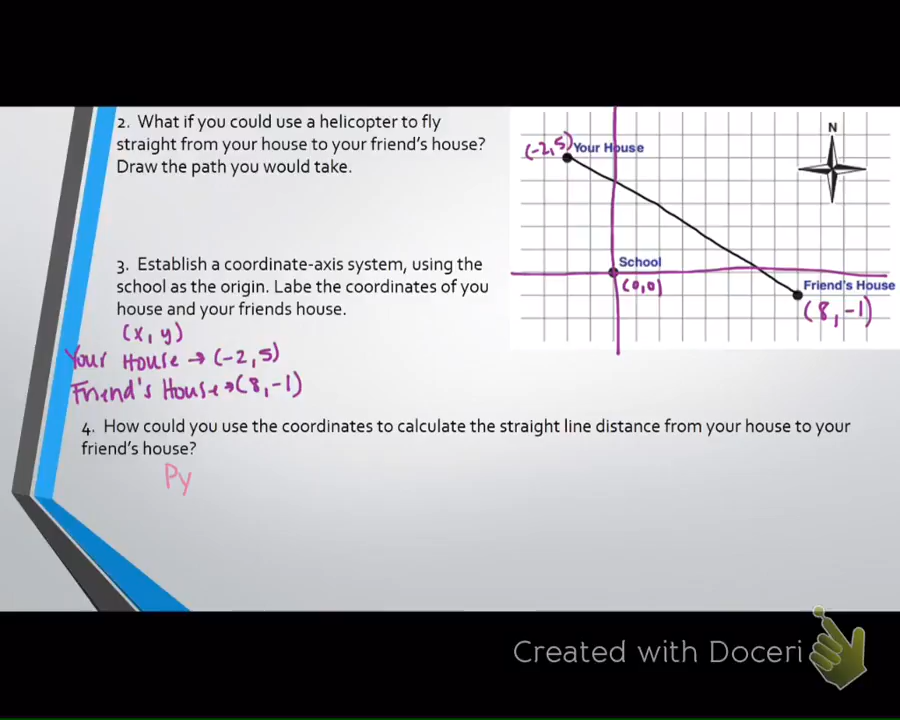 2. What if you could use a helicopter to fly
straight from your house to your friend's house?
Draw the path you would take.
(-2,5) Your House
N
School
(0,0)
Friend's House
(8,-1)
3. Establish a coordinate-axis system, using the
school as the origin. Labe the coordinates of you
house and your friends house.
(x, y)
Your House → (-2, 5)
Friend's House → (8, -1)
4. How could you use the coordinates to calculate the straight line distance from your house to your
friend's house?
Py
Created with Doceri